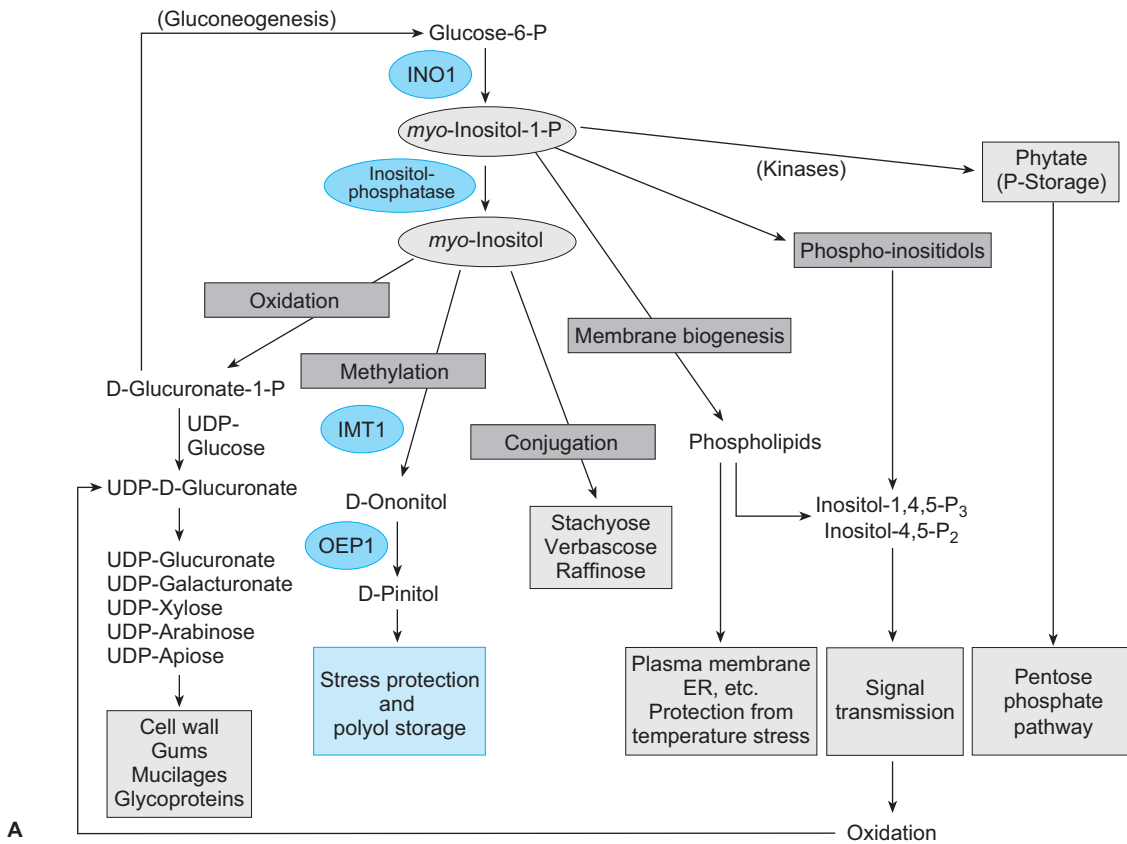 (Gluconeogenesis)
Glucose-6-P
INO1
myo-Inositol-1-P
(Kinases)
Phytate
(P-Storage)
Inositol-
phosphatase
myo-Inositol
Phospho-inositidols
Oxidation
Membrane biogenesis
Methylation
D-Glucuronate-1-P
UDP-
Glucose
IMT1
Conjugation
Phospholipids
UDP-D-Glucuronate
D-Ononitol
Inositol-1,4,5-P3
Inositol-4,5-P2
Stachyose
Verbascose
Raffinose
OEP1
D-Pinitol
UDP-Glucuronate
UDP-Galacturonate
UDP-Xylose
UDP-Arabinose
UDP-Apiose
Stress protection
and
polyol storage
Plasma membrane
ER, etc.
Protection from
temperature stress
Signal
transmission
Pentose
phosphate
pathway
Cell wall
Gums
Mucilages
Glycoproteins
A
Oxidation